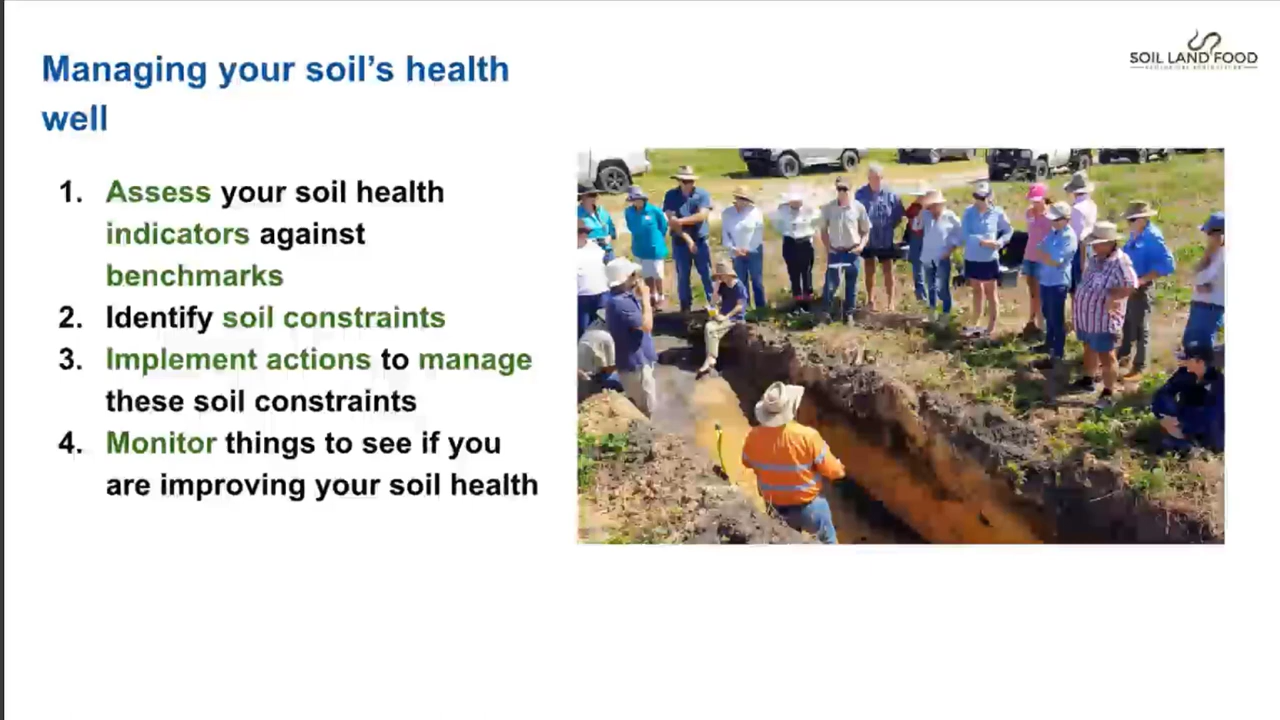 Managing your soil's health
well
SOIL LAND FOOD
1. Assess your soil health
indicators against
benchmarks
2. Identify soil constraints
3. Implement actions to manage
these soil constraints
4. Monitor things to see if you
are improving your soil health